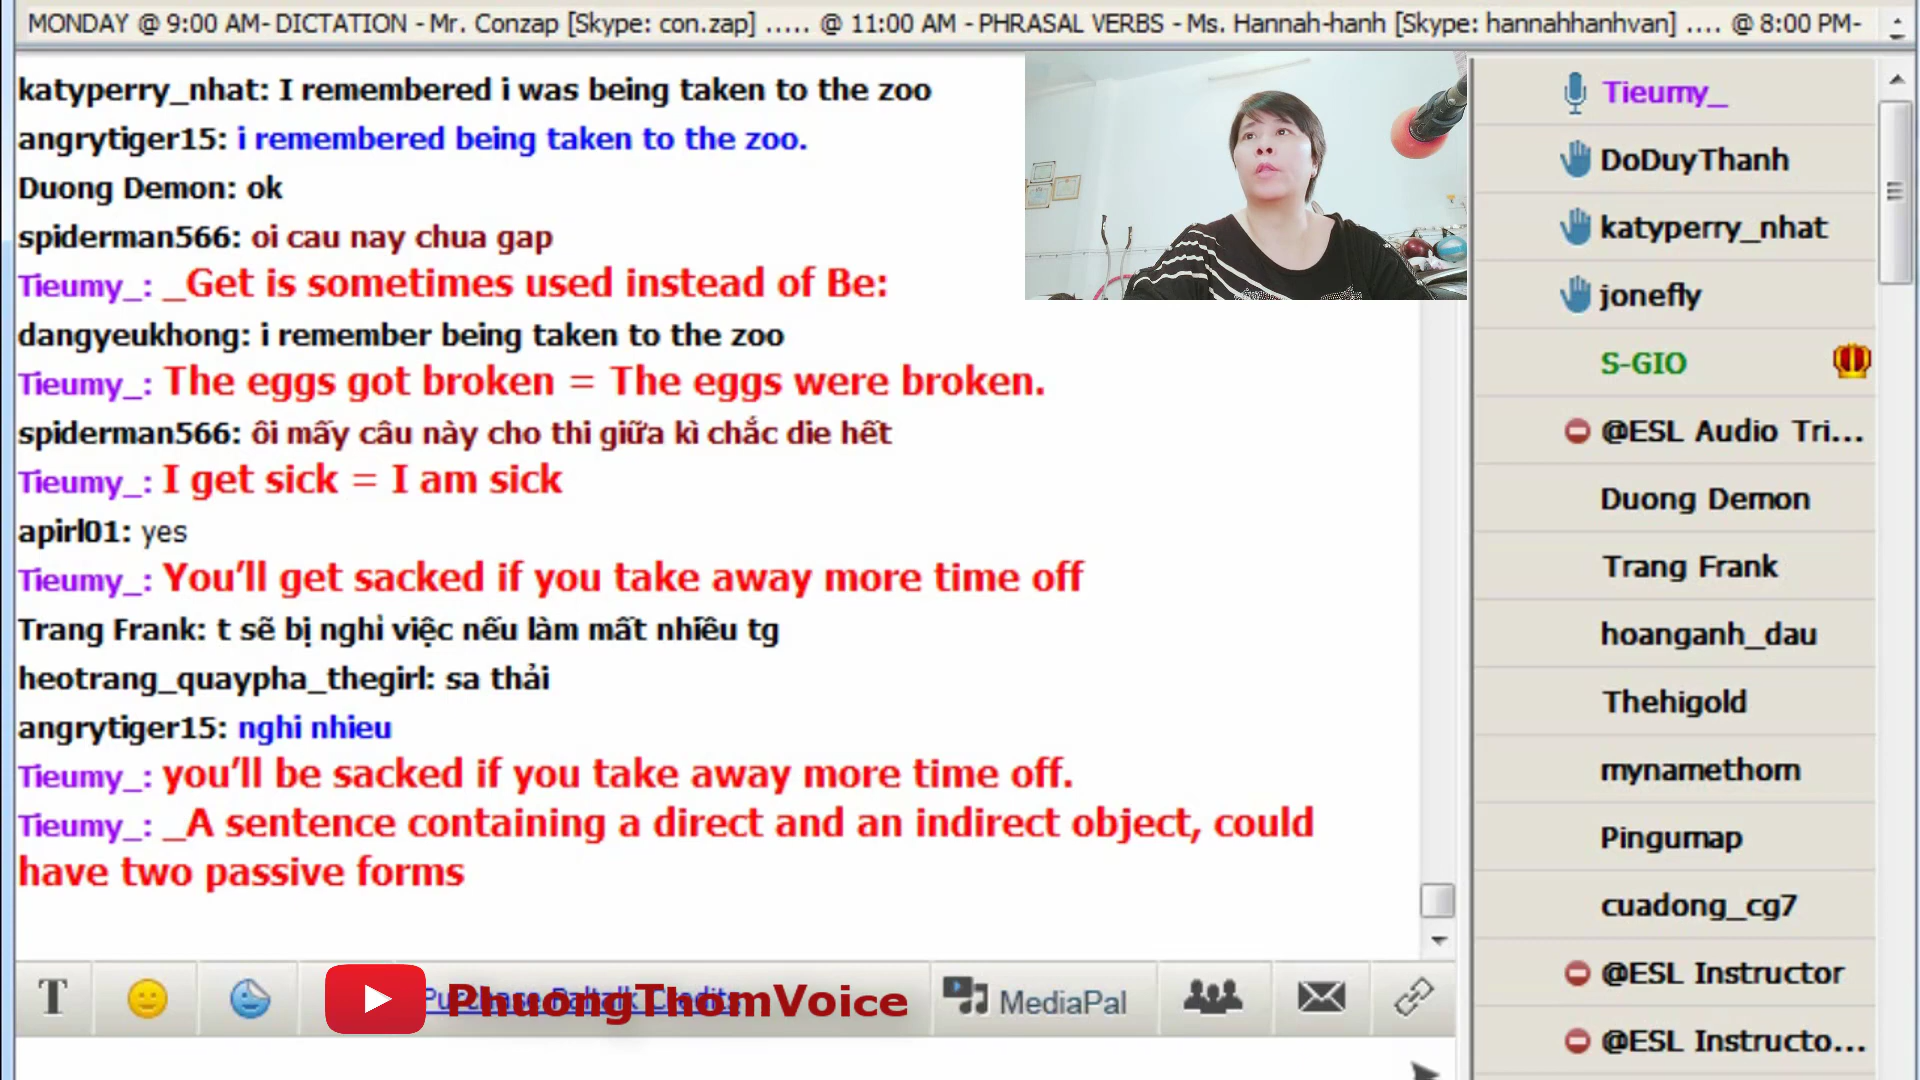 MONDAY @ 9:00 AM- DICTATION - Mr. Conzap [Skype: con.zap] ..... @ 11:00 AM - PHRASAL VERBS - Ms. Hannah-hanh [Skype: hannahhanhvan] .... @ 8:00 PM-
katyperry_nhat: I remembered i was being taken to the zoo
angrytiger15: i remembered being taken to the zoo.
Duong Demon: ok
spiderman566: oi cau nay chua gap
Tieumy_: _Get is sometimes used instead of Be:
dangyeukhong: i remember being taken to the zoo
Tieumy_: The eggs got broken = The eggs were broken.
spiderman566: ôi mấy câu này cho thi giữa kì chắc die hết
Tieumy_: I get sick = I am sick
apirl01: yes
Tieumy_: You’ll get sacked if you take away more time off
Trang Frank: t sẽ bị nghỉ việc nếu làm mất nhiều tg
heotrang_quaypha_thegirl: sa thải
angrytiger15: nghi nhieu
Tieumy_: you’ll be sacked if you take away more time off.
Tieumy_: _A sentence containing a direct and an indirect object, could
have two passive forms
Tieumy_
DoDuyThanh
katyperry_nhat
jonefly
S-GIO
@ESL Audio Tri...
Duong Demon
Trang Frank
hoanganh_dau
Thehigold
mynamethom
Pingumap
cuadong_cg7
@ESL Instructor
@ESL Instructo...
T
Purchase Paltalk Credits
PhuongThomVoice
MediaPal